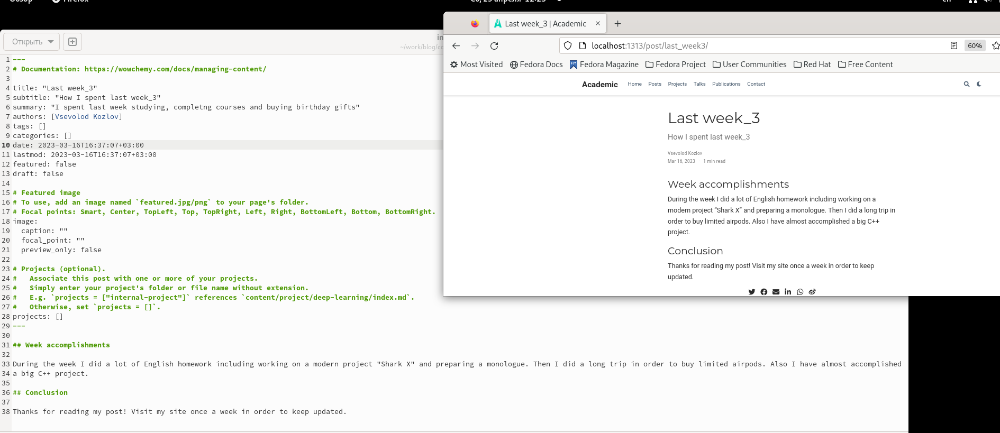 Обзор Firefox Сб, 29 апреля 12:23 en
Открыть
~/work/blog/co
1 ---
2 # Documentation: https://wowchemy.com/docs/managing-content/
3
4 title: "Last week_3"
5 subtitle: "How I spent last week_3"
6 summary: "I spent last week studying, completng courses and buying birthday gifts"
7 authors: [Vsevolod Kozlov]
8 tags: []
9 categories: []
10 date: 2023-03-16T16:37:07+03:00
11 lastmod: 2023-03-16T16:37:07+03:00
12 featured: false
13 draft: false
14
15 # Featured image
16 # To use, add an image named `featured.jpg/png` to your page's folder.
17 # Focal points: Smart, Center, TopLeft, Top, TopRight, Left, Right, BottomLeft, Bottom, BottomRight.
18 image:
19   caption: ""
20   focal_point: ""
21   preview_only: false
22
23 # Projects (optional).
24 #   Associate this post with one or more of your projects.
25 #   Simply enter your project's folder or file name without extension.
26 #   E.g. `projects = ["internal-project"]` references `content/project/deep-learning/index.md`.
27 #   Otherwise, set `projects = []`.
28 projects: []
29 ---
30
31 ## Week accomplishments
32
33 During the week I did a lot of English homework including working on a modern project "Shark X" and preparing a monologue. Then I did a long trip in order to buy limited airpods. Also I have almost accomplished
34 a big C++ project.
35
36 ## Conclusion
37
38 Thanks for reading my post! Visit my site once a week in order to keep updated.
Last week_3 | Academic
localhost:1313/post/last_week3/ 60%
Most Visited Fedora Docs Fedora Magazine Fedora Project User Communities Red Hat Free Content
Academic Home Posts Projects Talks Publications Contact
Last week_3
How I spent last week_3
Vsevolod Kozlov
Mar 16, 2023 · 1 min read
Week accomplishments
During the week I did a lot of English homework including working on a
modern project “Shark X” and preparing a monologue. Then I did a long trip in
order to buy limited airpods. Also I have almost accomplished a big C++
project.
Conclusion
Thanks for reading my post! Visit my site once a week in order to keep
updated.